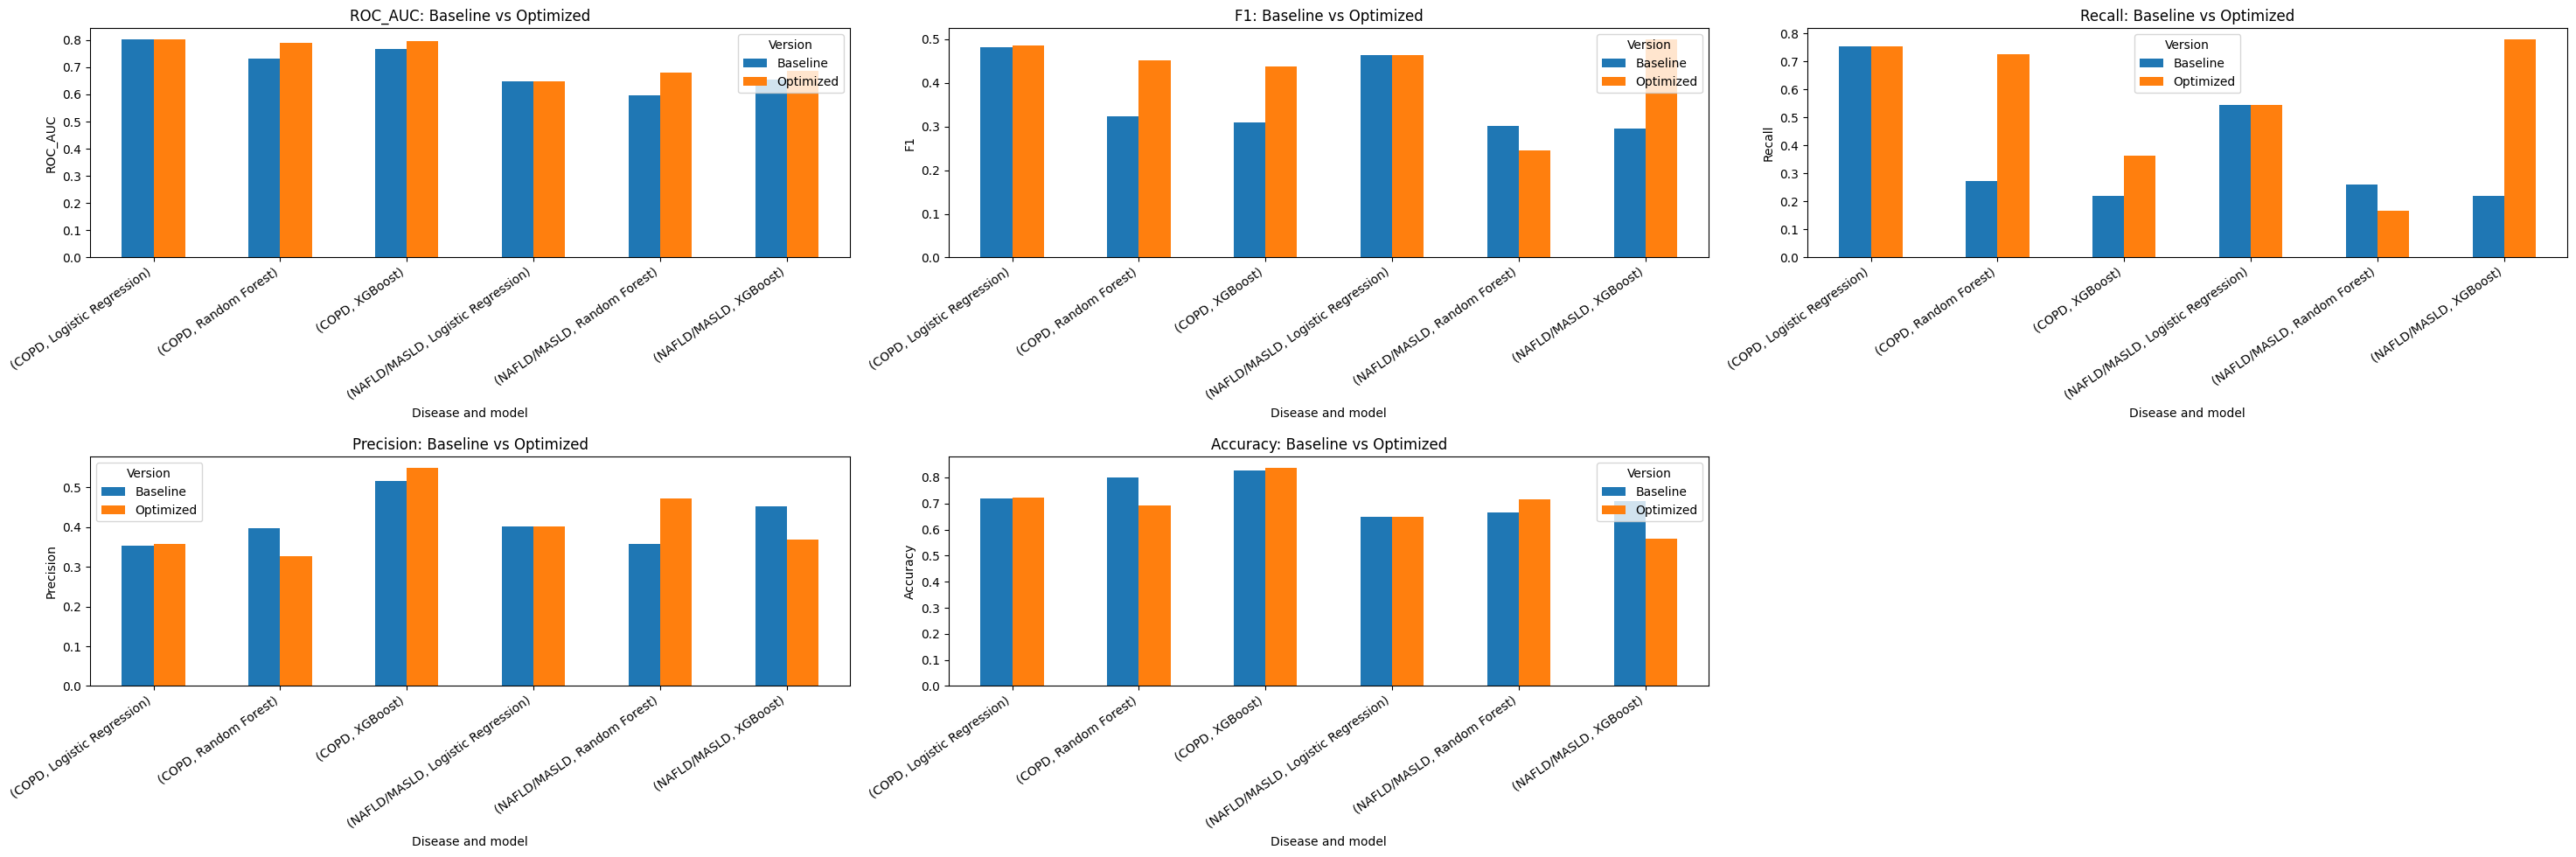 ROC_AUC: Baseline vs Optimized
ROC_AUC
0.8
0.7
0.6
0.5
0.4
0.3
0.2
0.1
0.0
Version
Baseline
Optimized
(COPD, Logistic Regression)
(COPD, Random Forest)
(COPD, XGBoost)
(NAFLD/MASLD, Logistic Regression)
(NAFLD/MASLD, Random Forest)
(NAFLD/MASLD, XGBoost)
Disease and model
F1: Baseline vs Optimized
F1
0.5
0.4
0.3
0.2
0.1
0.0
Version
Baseline
Optimized
(COPD, Logistic Regression)
(COPD, Random Forest)
(COPD, XGBoost)
(NAFLD/MASLD, Logistic Regression)
(NAFLD/MASLD, Random Forest)
(NAFLD/MASLD, XGBoost)
Disease and model
Recall: Baseline vs Optimized
Recall
0.8
0.7
0.6
0.5
0.4
0.3
0.2
0.1
0.0
Version
Baseline
Optimized
(COPD, Logistic Regression)
(COPD, Random Forest)
(COPD, XGBoost)
(NAFLD/MASLD, Logistic Regression)
(NAFLD/MASLD, Random Forest)
(NAFLD/MASLD, XGBoost)
Disease and model
Precision: Baseline vs Optimized
Precision
0.5
0.4
0.3
0.2
0.1
0.0
Version
Baseline
Optimized
(COPD, Logistic Regression)
(COPD, Random Forest)
(COPD, XGBoost)
(NAFLD/MASLD, Logistic Regression)
(NAFLD/MASLD, Random Forest)
(NAFLD/MASLD, XGBoost)
Disease and model
Accuracy: Baseline vs Optimized
Accuracy
0.8
0.7
0.6
0.5
0.4
0.3
0.2
0.1
0.0
Version
Baseline
Optimized
(COPD, Logistic Regression)
(COPD, Random Forest)
(COPD, XGBoost)
(NAFLD/MASLD, Logistic Regression)
(NAFLD/MASLD, Random Forest)
(NAFLD/MASLD, XGBoost)
Disease and model